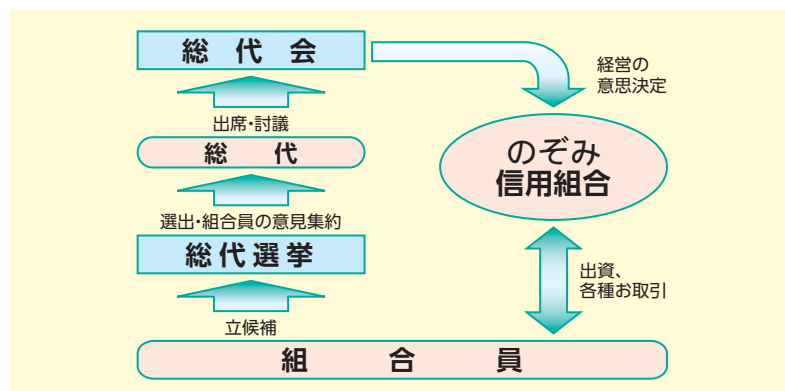 総代会
経営の
意思決定
出席・討議
総代
のぞみ
信用組合
選出・組合員の意見集約
総代選挙
出資、
各種お取引
立候補
組合員